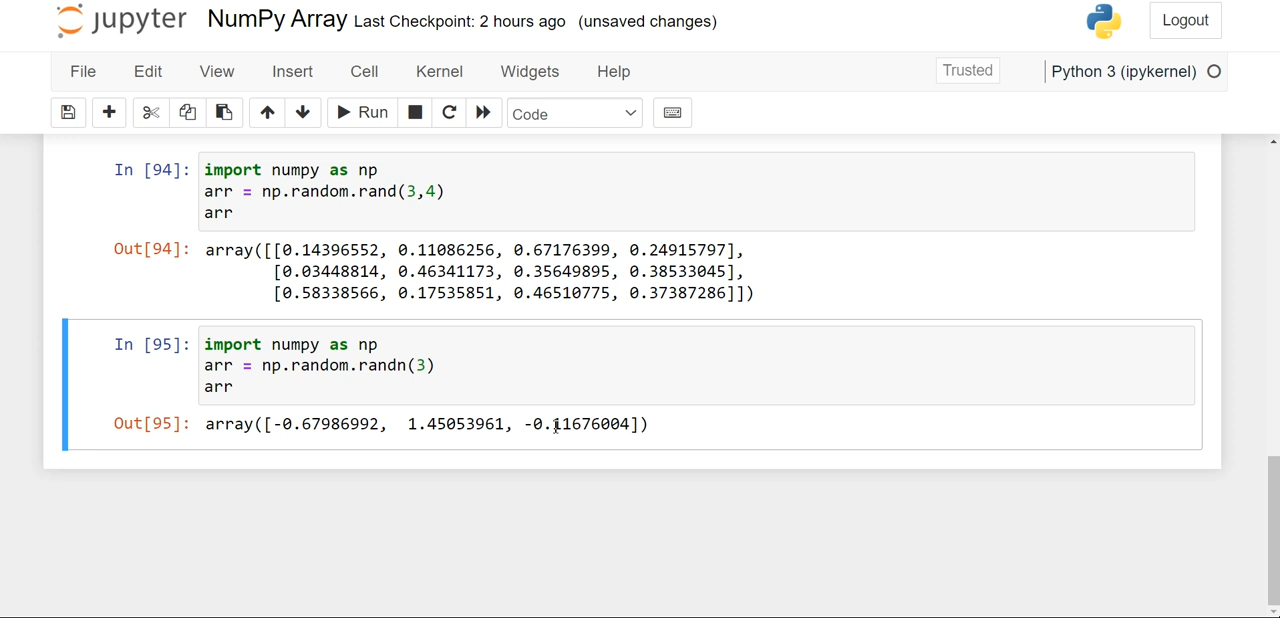 jupyter NumPy Array Last Checkpoint: 2 hours ago (unsaved changes) Logout
File Edit View Insert Cell Kernel Widgets Help Trusted Python 3 (ipykernel)
Run Code
In [94]: import numpy as np
arr = np.random.rand(3,4)
arr
Out[94]: array([[0.14396552, 0.11086256, 0.67176399, 0.24915797],
[0.03448814, 0.46341173, 0.35649895, 0.38533045],
[0.58338566, 0.17535851, 0.46510775, 0.37387286]])
In [95]: import numpy as np
arr = np.random.randn(3)
arr
Out[95]: array([-0.67986992, 1.45053961, -0.11676004])